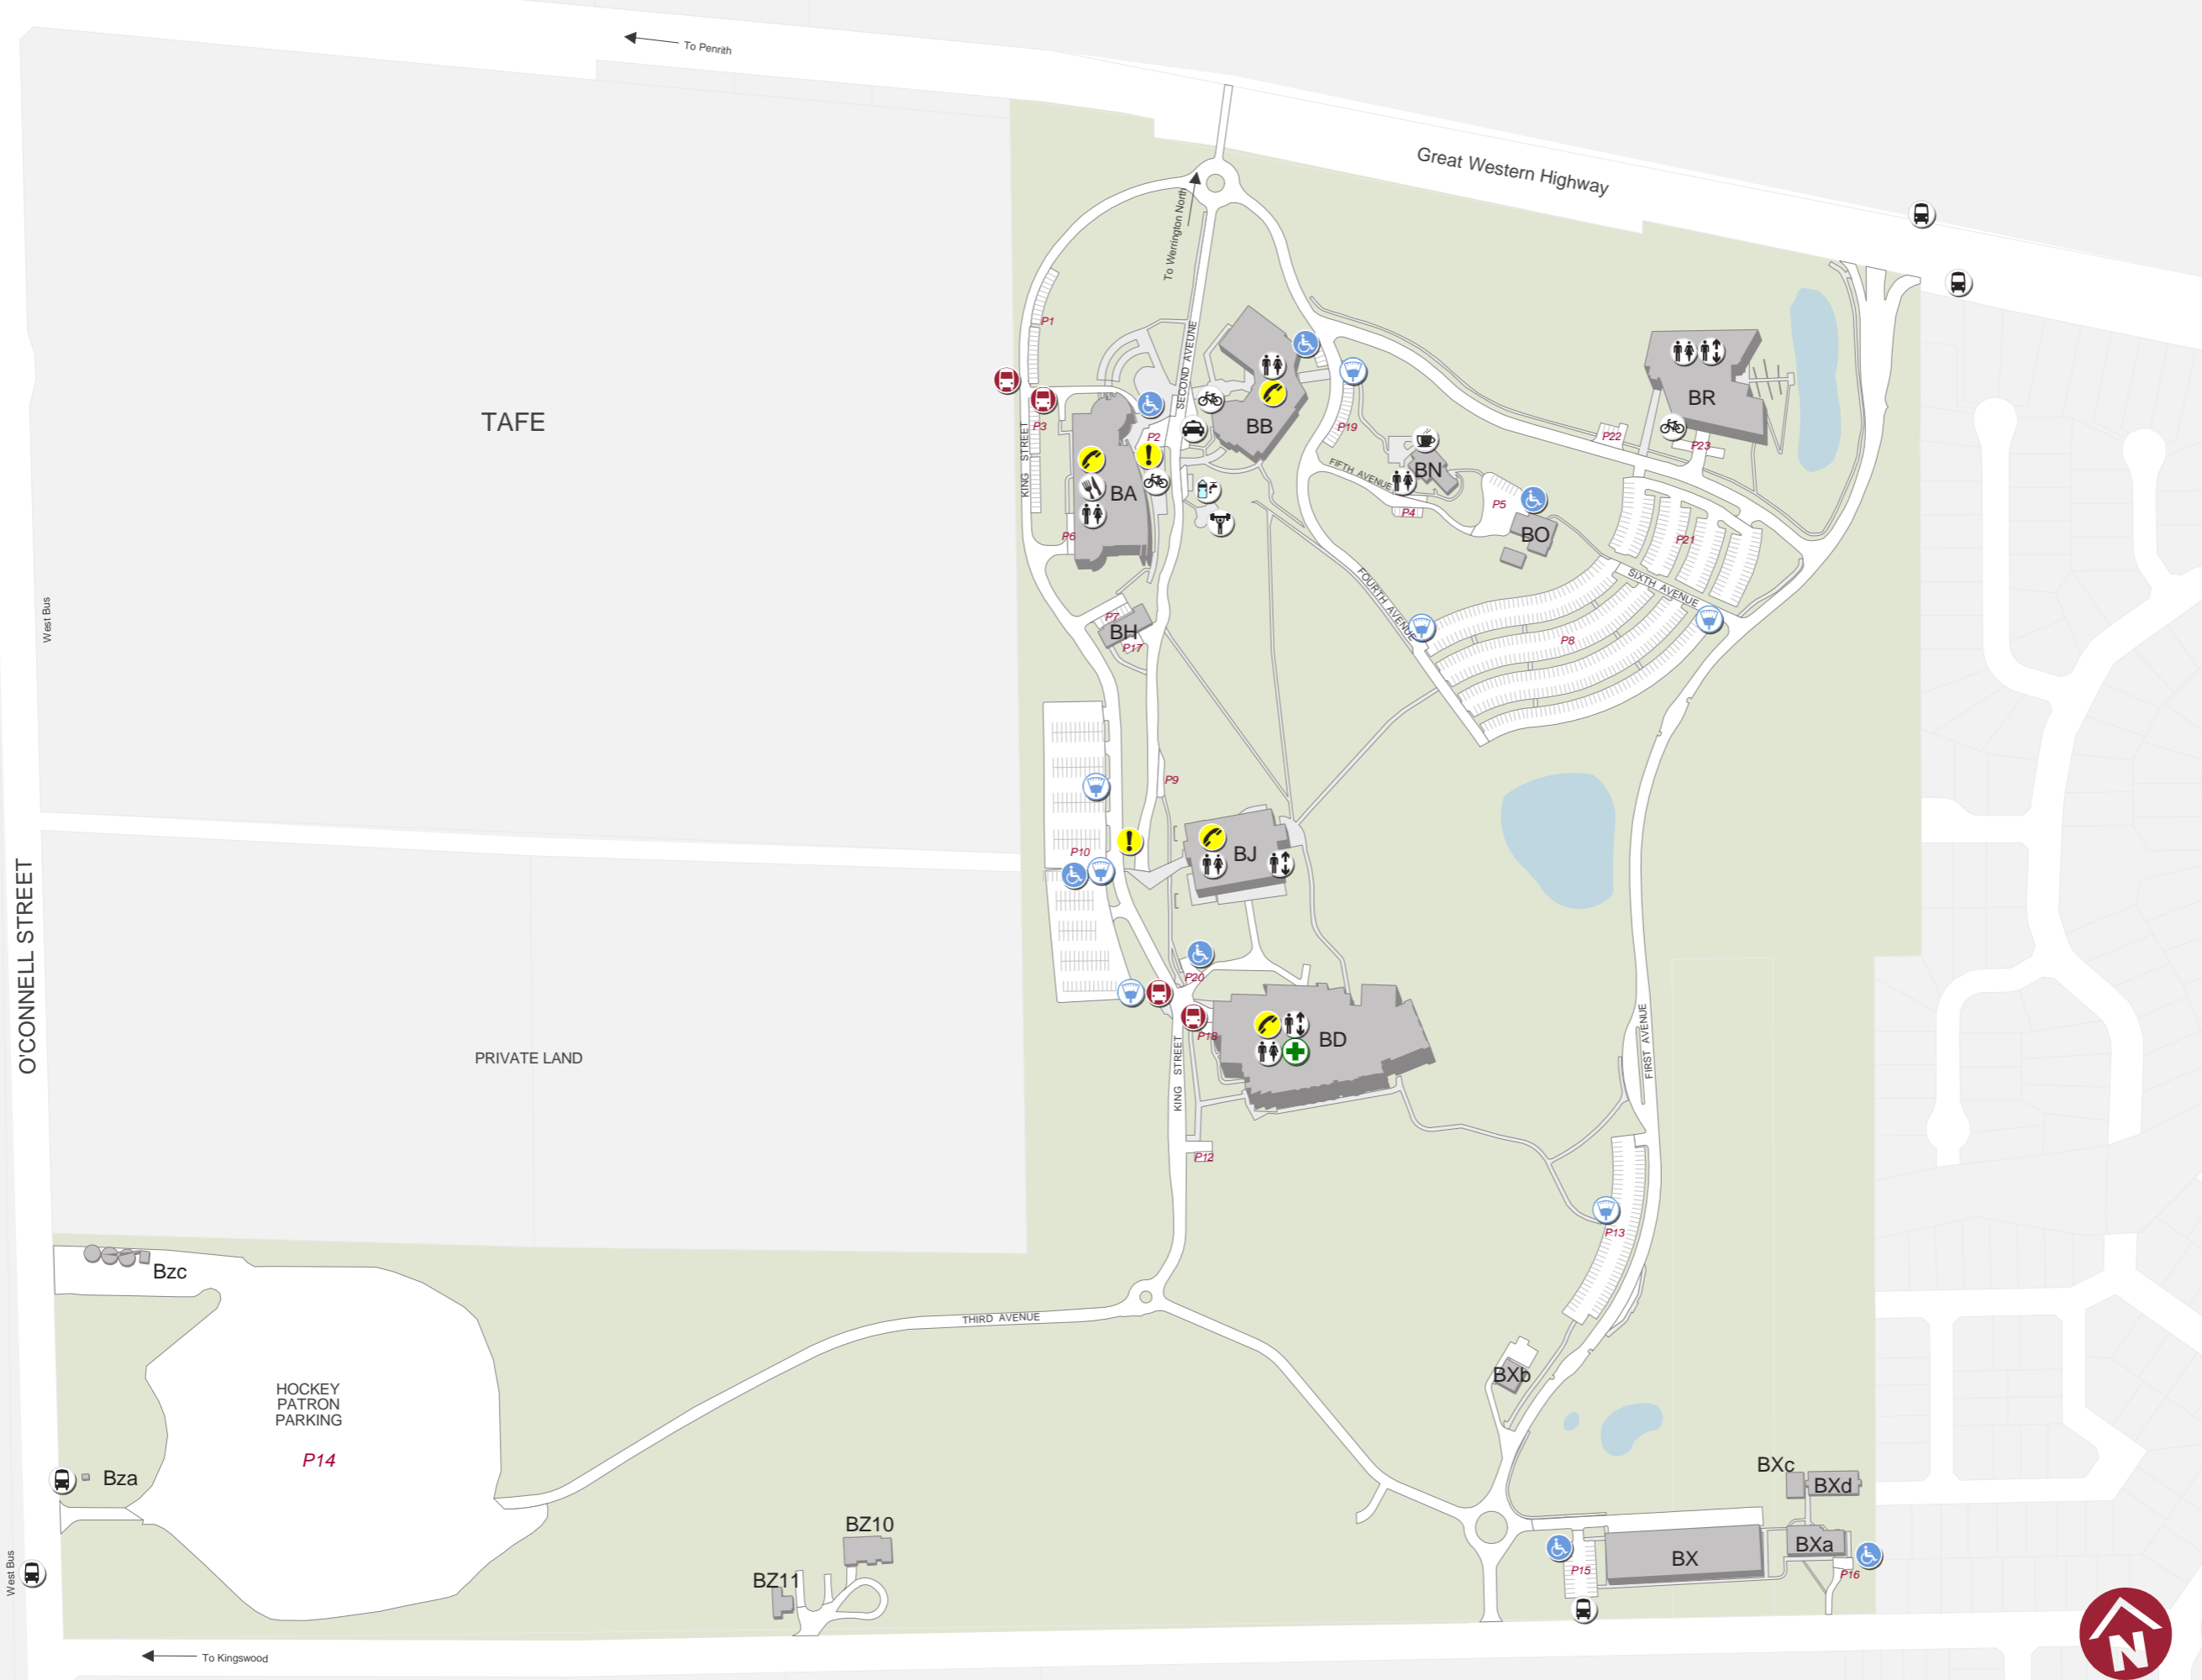 To Penrith
Great Western Highway
To Werrington North
P1
SECOND AVEUNE
TAFE
BR
BB
P3
P2
P19
P22
P23
KING STREET
FIFTH AVENUE
BN
BA
P5
P4
BO
P6
P21
SIXTH AVENUE
FOURTH AVENUE
West Bus
P7
BH
P17
P8
P9
P10
BJ
O'CONNELL STREET
P20
P18
BD
PRIVATE LAND
KING STREET
FIRST AVENUE
P12
P13
Bzc
THIRD AVENUE
BXb
HOCKEY
PATRON
PARKING
P14
Bza
BXc
BXd
BZ10
BXa
BX
West Bus
BZ11
P15
P16
To Kingswood
N